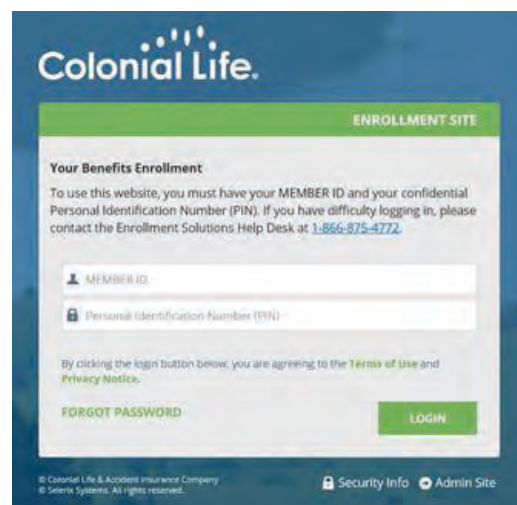 Colonial Life.
ENROLLMENT SITE
Your Benefits Enrollment
To use this website, you must have your MEMBER ID and your confidential
Personal Identification Number (PIN). If you have difficulty logging in, please
contact the Enrollment Solutions Help Desk at 1-866-875-4772.
MEMBER ID
Personal Identification Number (PIN)
By clicking the login button below, you are agreeing to the Terms of Use and
Privacy Notice.
FORGOT PASSWORD
LOGIN
© Colonial Life & Accident Insurance Company
© Selerix Systems. All rights reserved.
Security Info Admin Site